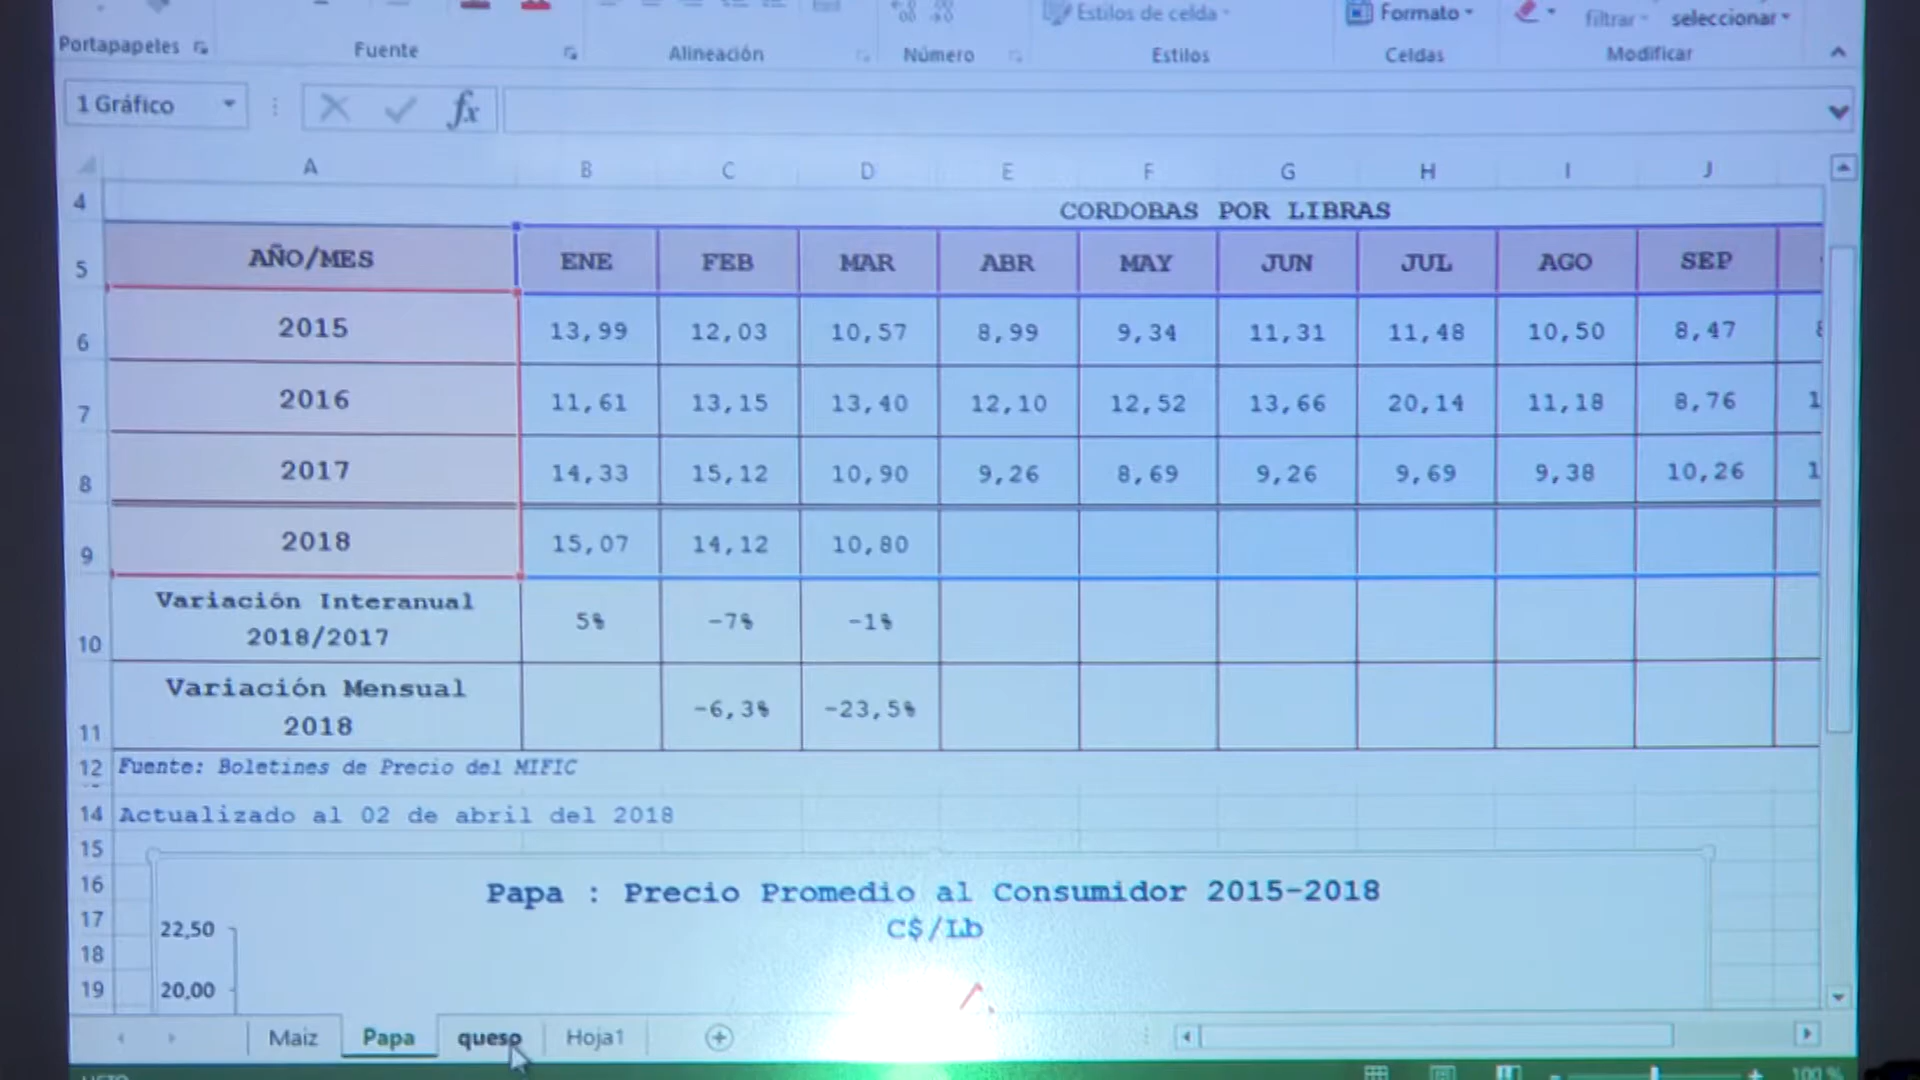 Portapapeles Fuente Alineación Número Estilos Celdas Modificar
Estilos de celda Formato filtrar seleccionar
1 Gráfico fx
A B C D E F G H I J
4 CORDOBAS POR LIBRAS
5 AÑO/MES ENE FEB MAR ABR MAY JUN JUL AGO SEP
6 2015 13,99 12,03 10,57 8,99 9,34 11,31 11,48 10,50 8,47
7 2016 11,61 13,15 13,40 12,10 12,52 13,66 20,14 11,18 8,76
8 2017 14,33 15,12 10,90 9,26 8,69 9,26 9,69 9,38 10,26
9 2018 15,07 14,12 10,80
Variación Interanual
10 2018/2017 5% -7% -1%
Variación Mensual
11 2018 -6,3% -23,5%
12 Fuente: Boletines de Precio del MIFIC
14 Actualizado al 02 de abril del 2018
15
16 Papa : Precio Promedio al Consumidor 2015-2018
17 22,50 C$/Lb
18
19 20,00
Maiz Papa queso Hoja1
100 %